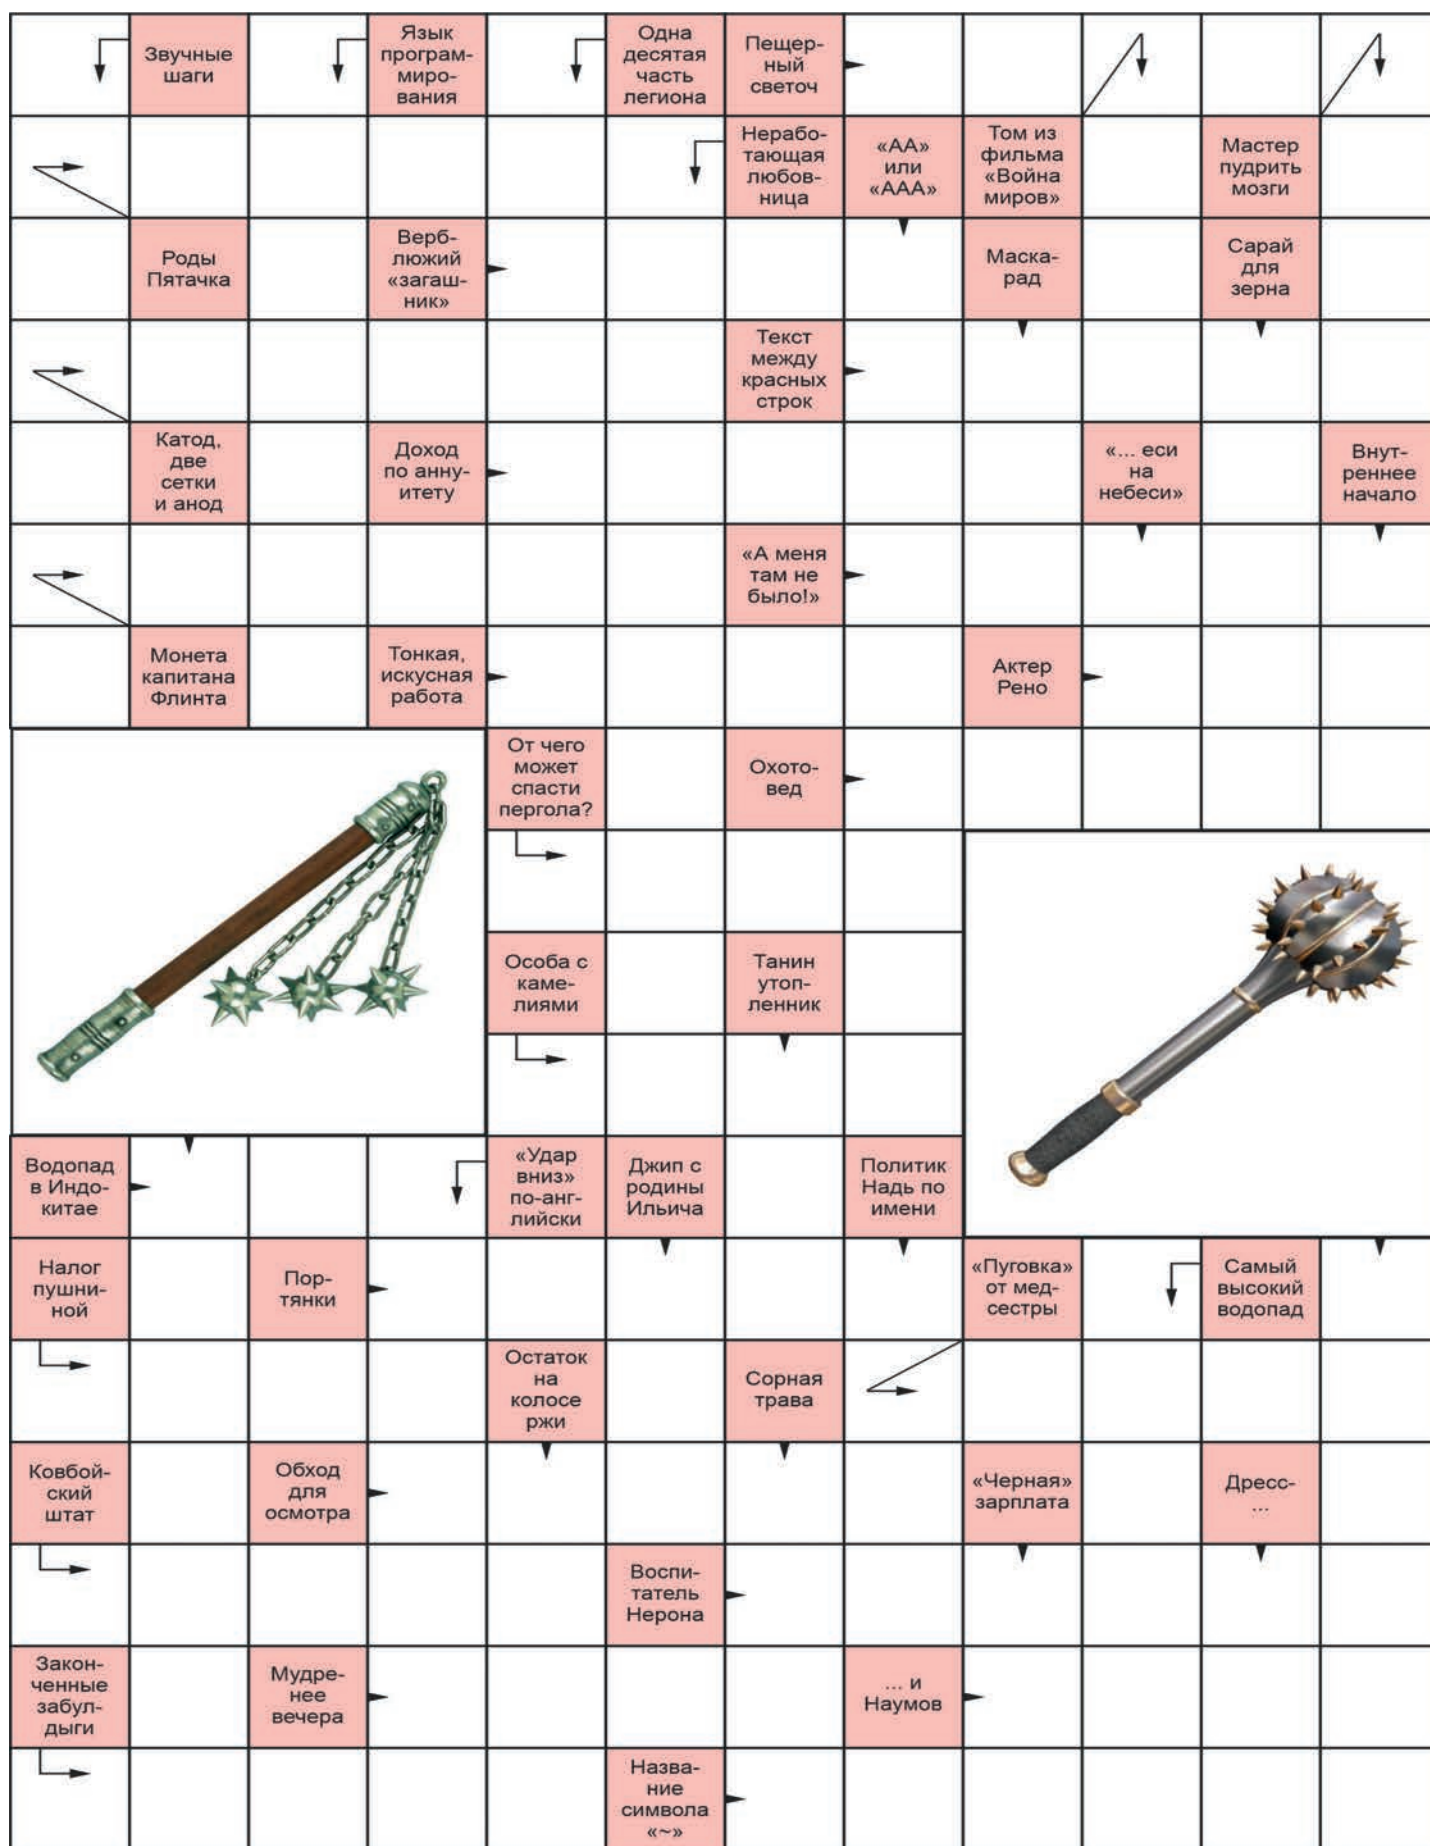 Звучные
шаги
Язык
програм-
миро-
вания
Одна
десятая
часть
легиона
Пещер-
ный
светоч
Нерабо-
тающая
любов-
ница
«АА»
или
«ААА»
Том из
фильма
«Война
миров»
Мастер
пудрить
мозги
Роды
Пятачка
Верб-
люжий
«загаш-
ник»
Маска-
рад
Сарай
для
зерна
Текст
между
красных
строк
Катод,
две
сетки
и анод
Доход
по анну-
итету
«... еси
на
небеси»
Внут-
реннее
начало
«А меня
там не
было!»
Монета
капитана
Флинта
Тонкая,
искусная
работа
Актер
Рено
От чего
может
спасти
пергола?
Охото-
вед
Особа с
каме-
лиями
Танин
утоп-
ленник
Водопад
в Индо-
китае
«Удар
вниз»
по-анг-
лийски
Джип с
родины
Ильича
Политик
Надь по
имени
Налог
пушни-
ной
Пор-
тянки
«Пуговка»
от мед-
сестры
Самый
высокий
водопад
Остаток
на
колосе
ржи
Сорная
трава
Ковбой-
ский
штат
Обход
для
осмотра
«Черная»
зарплата
Дресс-
...
Воспи-
татель
Нерона
Закон-
ченные
забул-
дыги
Мудре-
нее
вечера
... и
Наумов
Назва-
ние
символа
«~»